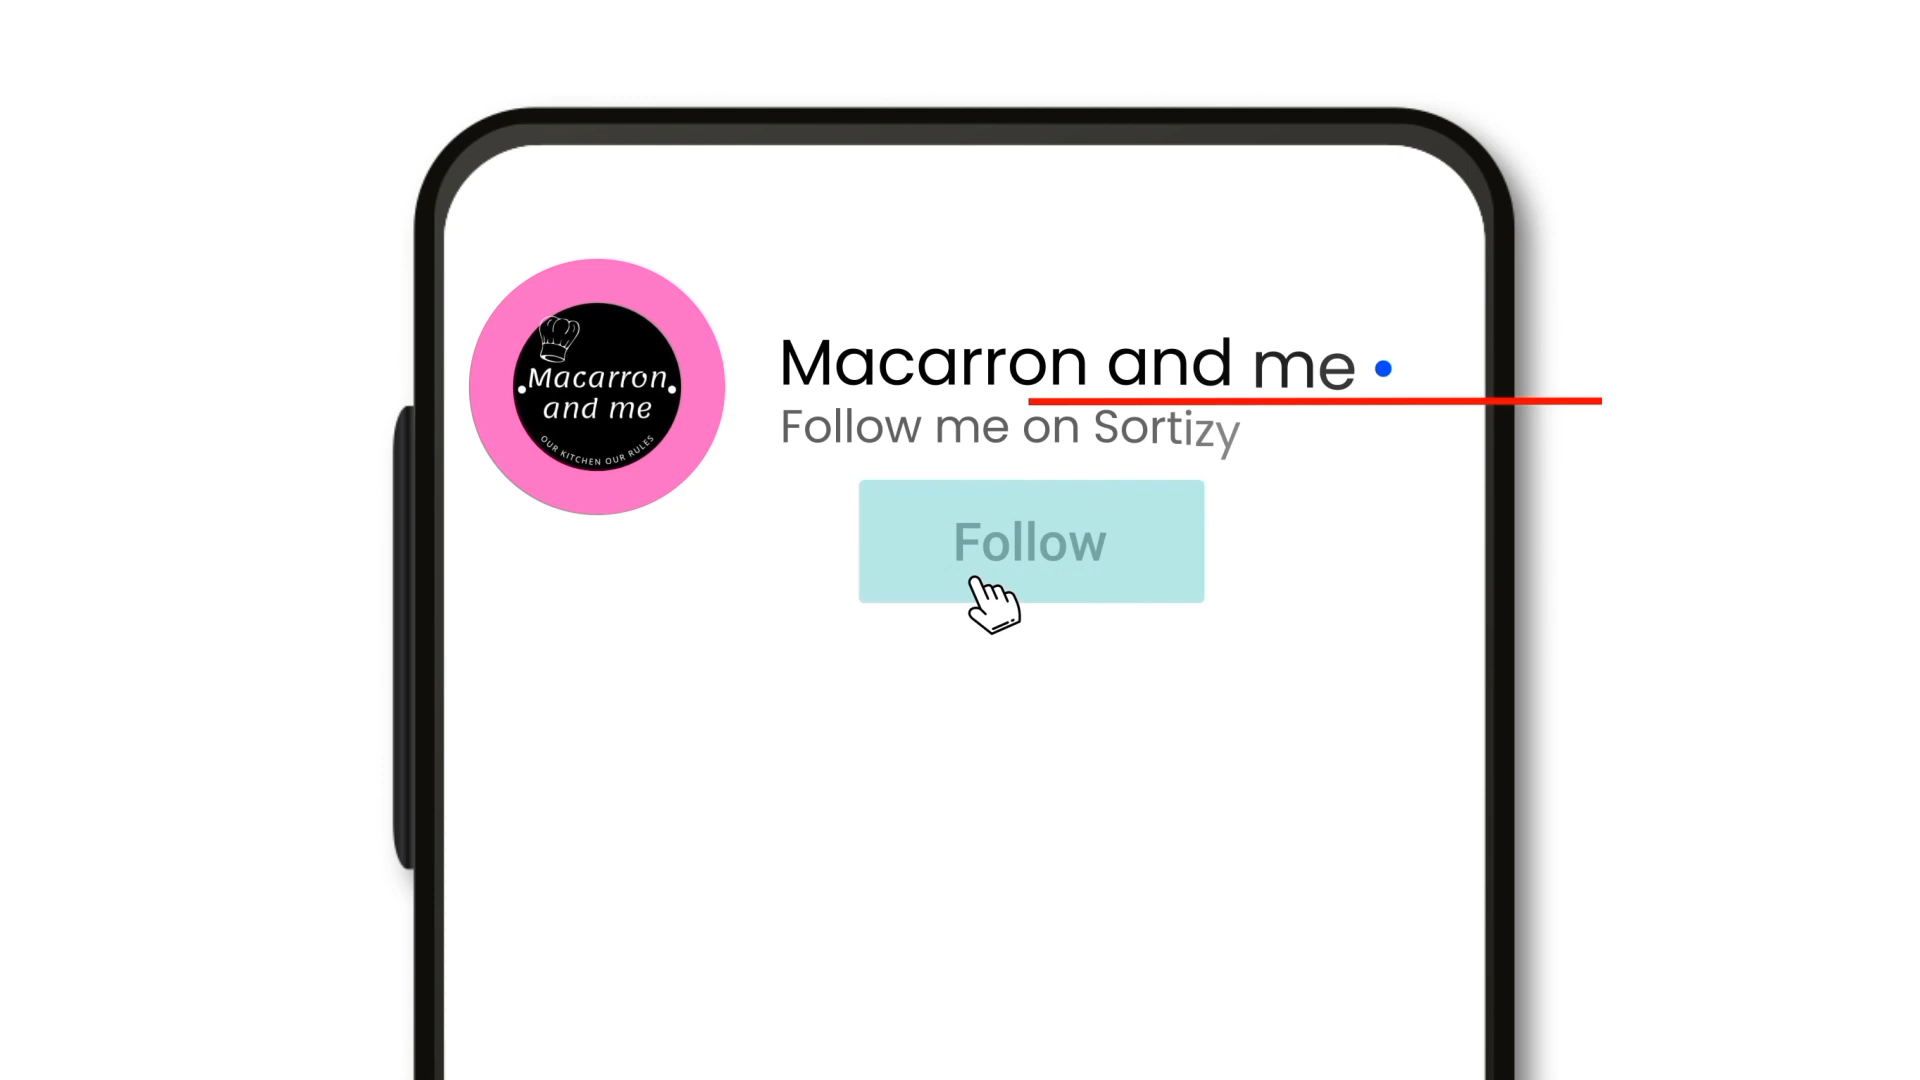 Macarron
and me
OUR KITCHEN OUR RULES
Macarron and me
Follow me on Sortizy
Follow